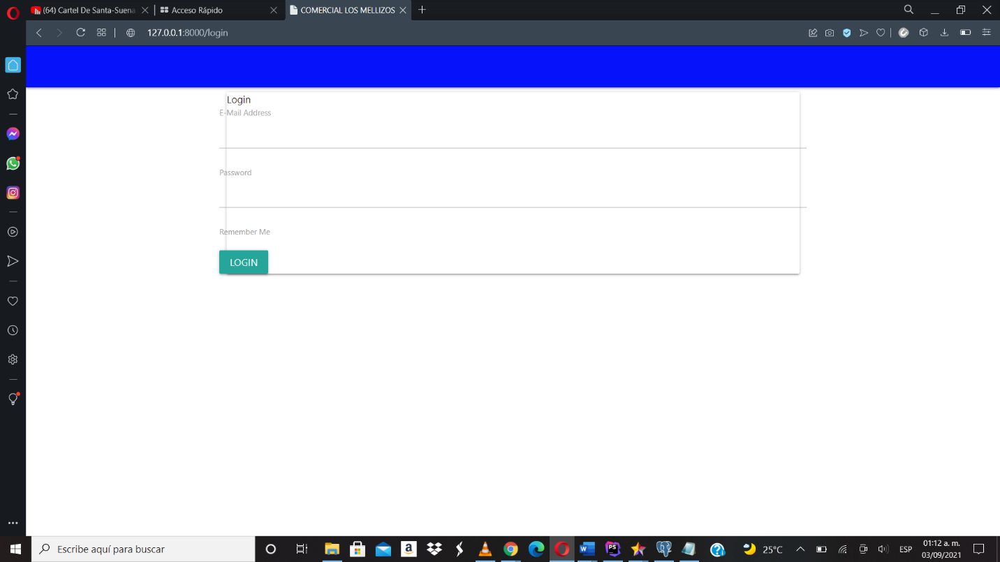 (64) Cartel De Santa-Suena
Acceso Rápido
COMERCIAL LOS MELLIZOS
127.0.0.1:8000/login
Login
E-Mail Address
Password
Remember Me
LOGIN
Escribe aquí para buscar
a
W
PS
25°C
ESP
01:12 a. m.
03/09/2021